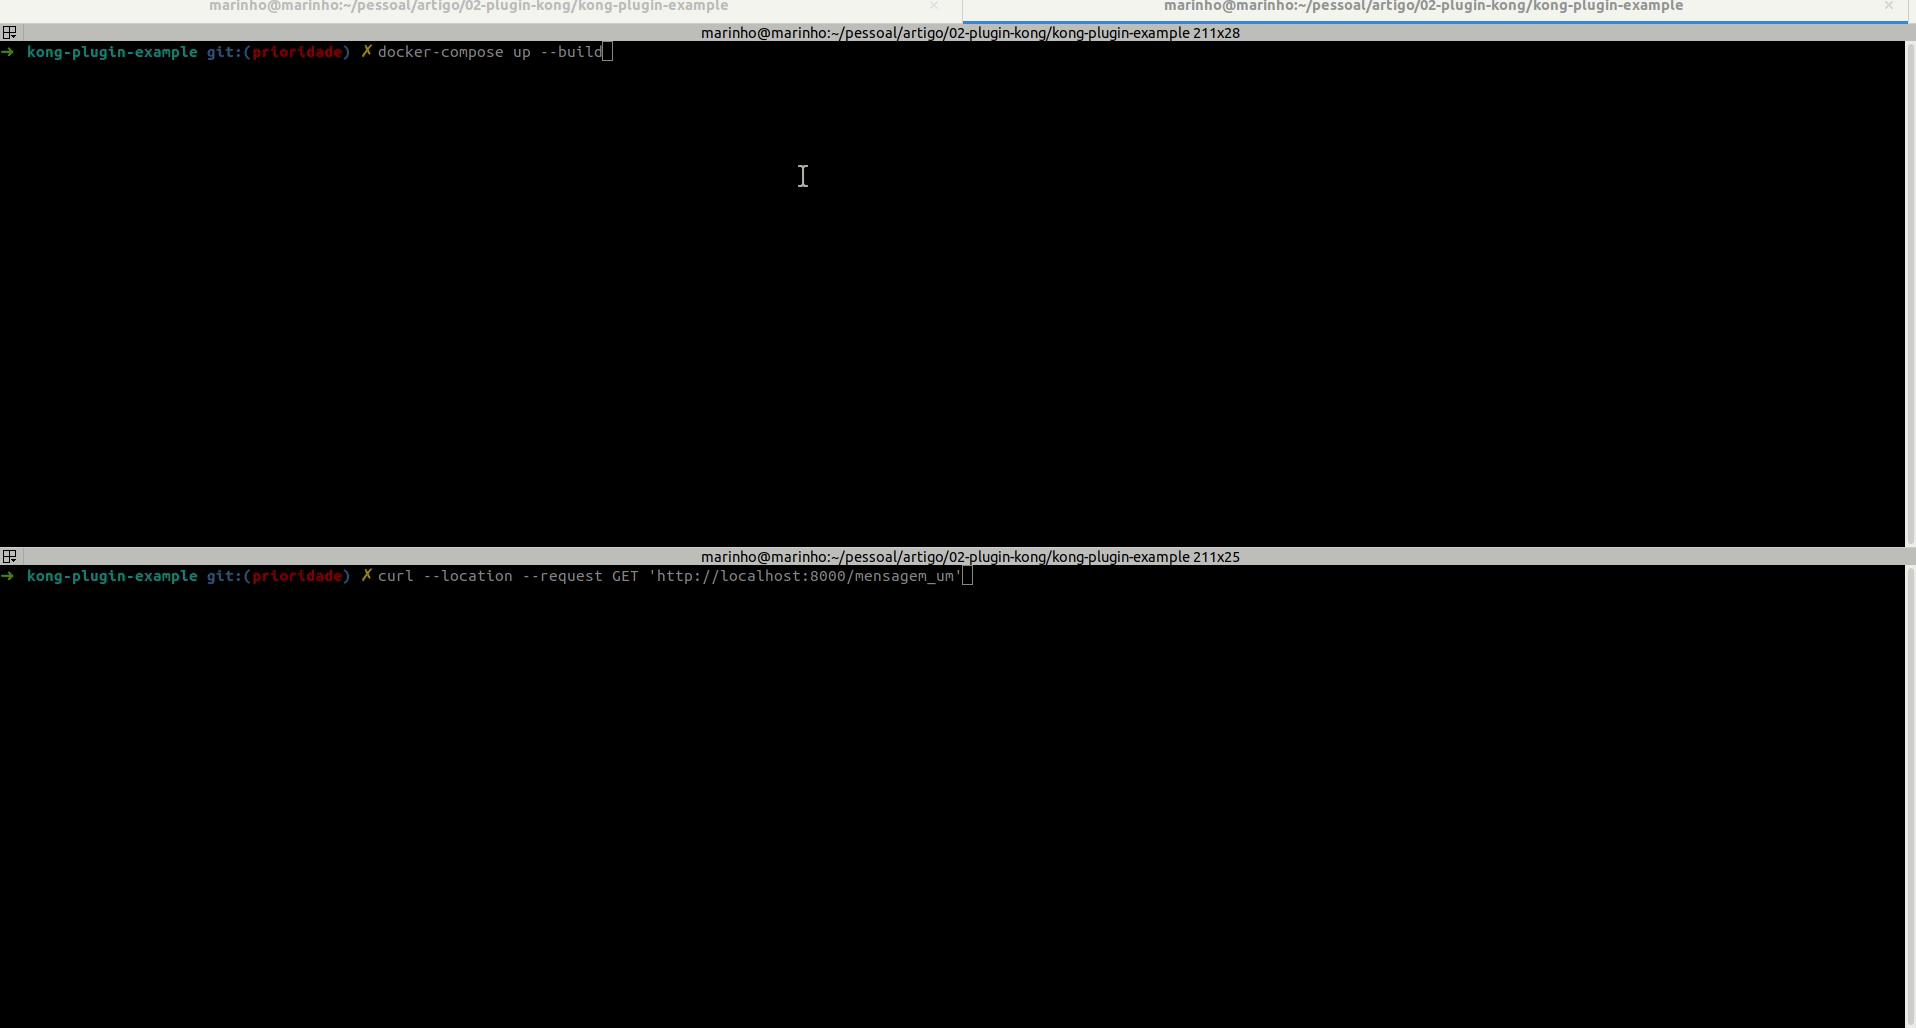 marinho@marinho:~/pessoal/artigo/02-plugin-kong/kong-plugin-example × marinho@marinho:~/pessoal/artigo/02-plugin-kong/kong-plugin-example ×
marinho@marinho:~/pessoal/artigo/02-plugin-kong/kong-plugin-example 211x28
➜ kong-plugin-example git:(prioridade) ✗ docker-compose up --build
marinho@marinho:~/pessoal/artigo/02-plugin-kong/kong-plugin-example 211x25
➜ kong-plugin-example git:(prioridade) ✗ curl --location --request GET 'http://localhost:8000/mensagem_um'